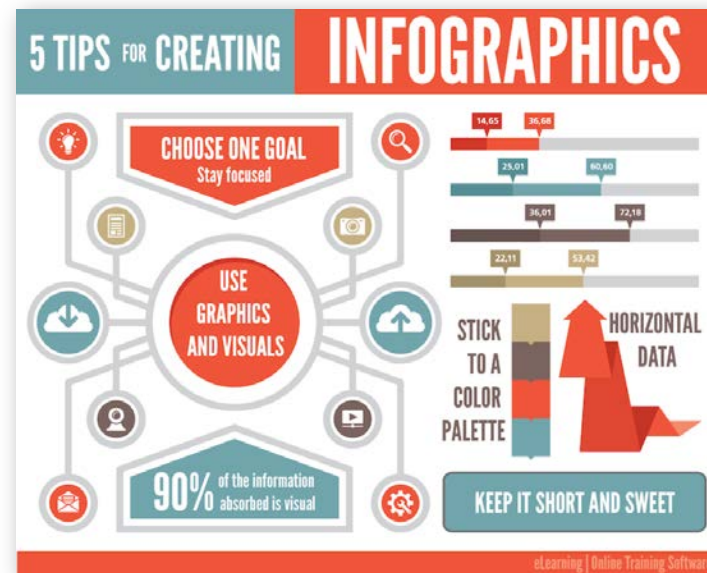 5 TIPS FOR CREATING INFOGRAPHICS
CHOOSE ONE GOAL
Stay focused
USE
GRAPHICS
AND VISUALS
90% of the information
absorbed is visual
14,65 36,68
25,01 60,60
36,01 72,18
22,11 53,42
STICK
TO A
COLOR
PALETTE
HORIZONTAL
DATA
KEEP IT SHORT AND SWEET
eLearning | Online Training Software